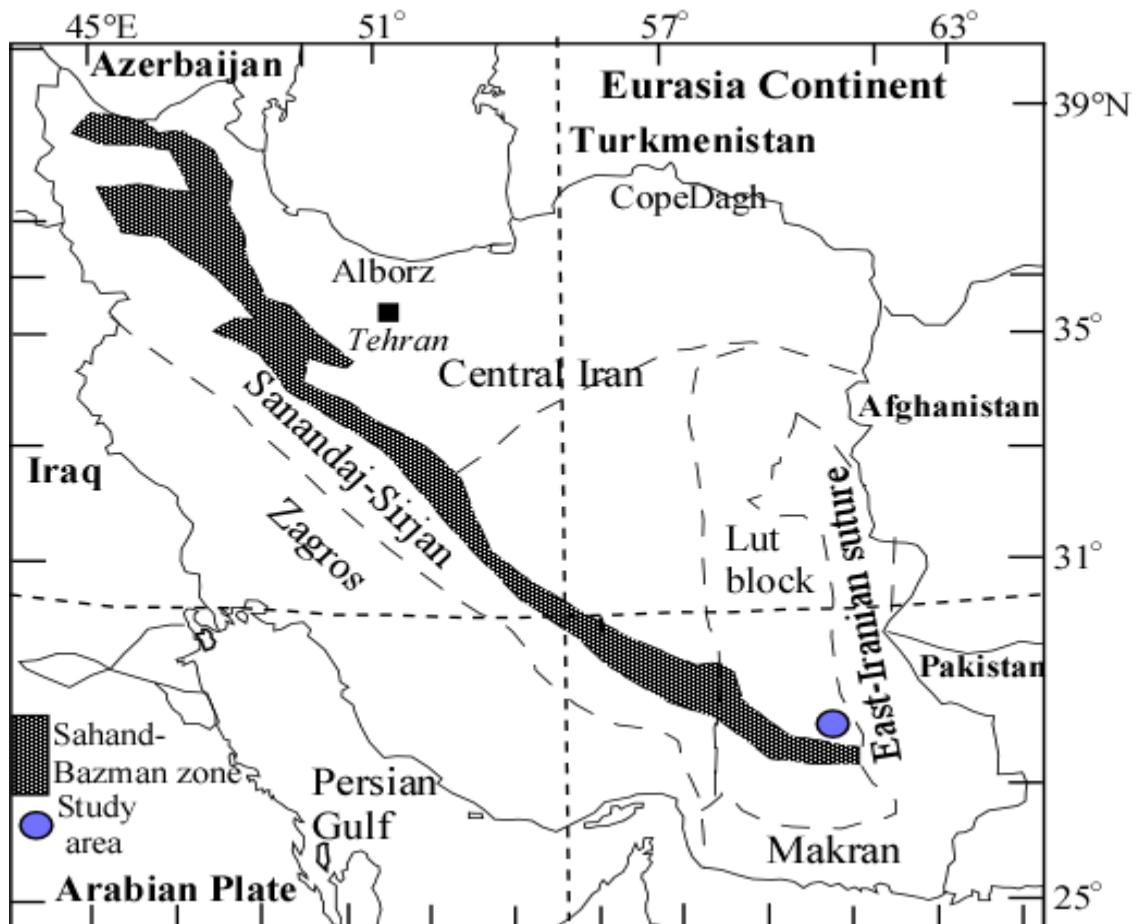 45°E
51°
57°
63°
Azerbaijan
Eurasia Continent
39°N
Turkmenistan
CopeDagh
Alborz
Tehran
35°
Central Iran
Afghanistan
Sanandaj-Sirjan
Iraq
Zagros
Lut
block
31°
East-Iranian suture
Pakistan
Sahand-
Bazman zone
Study
area
Persian
Gulf
Makran
Arabian Plate
25°